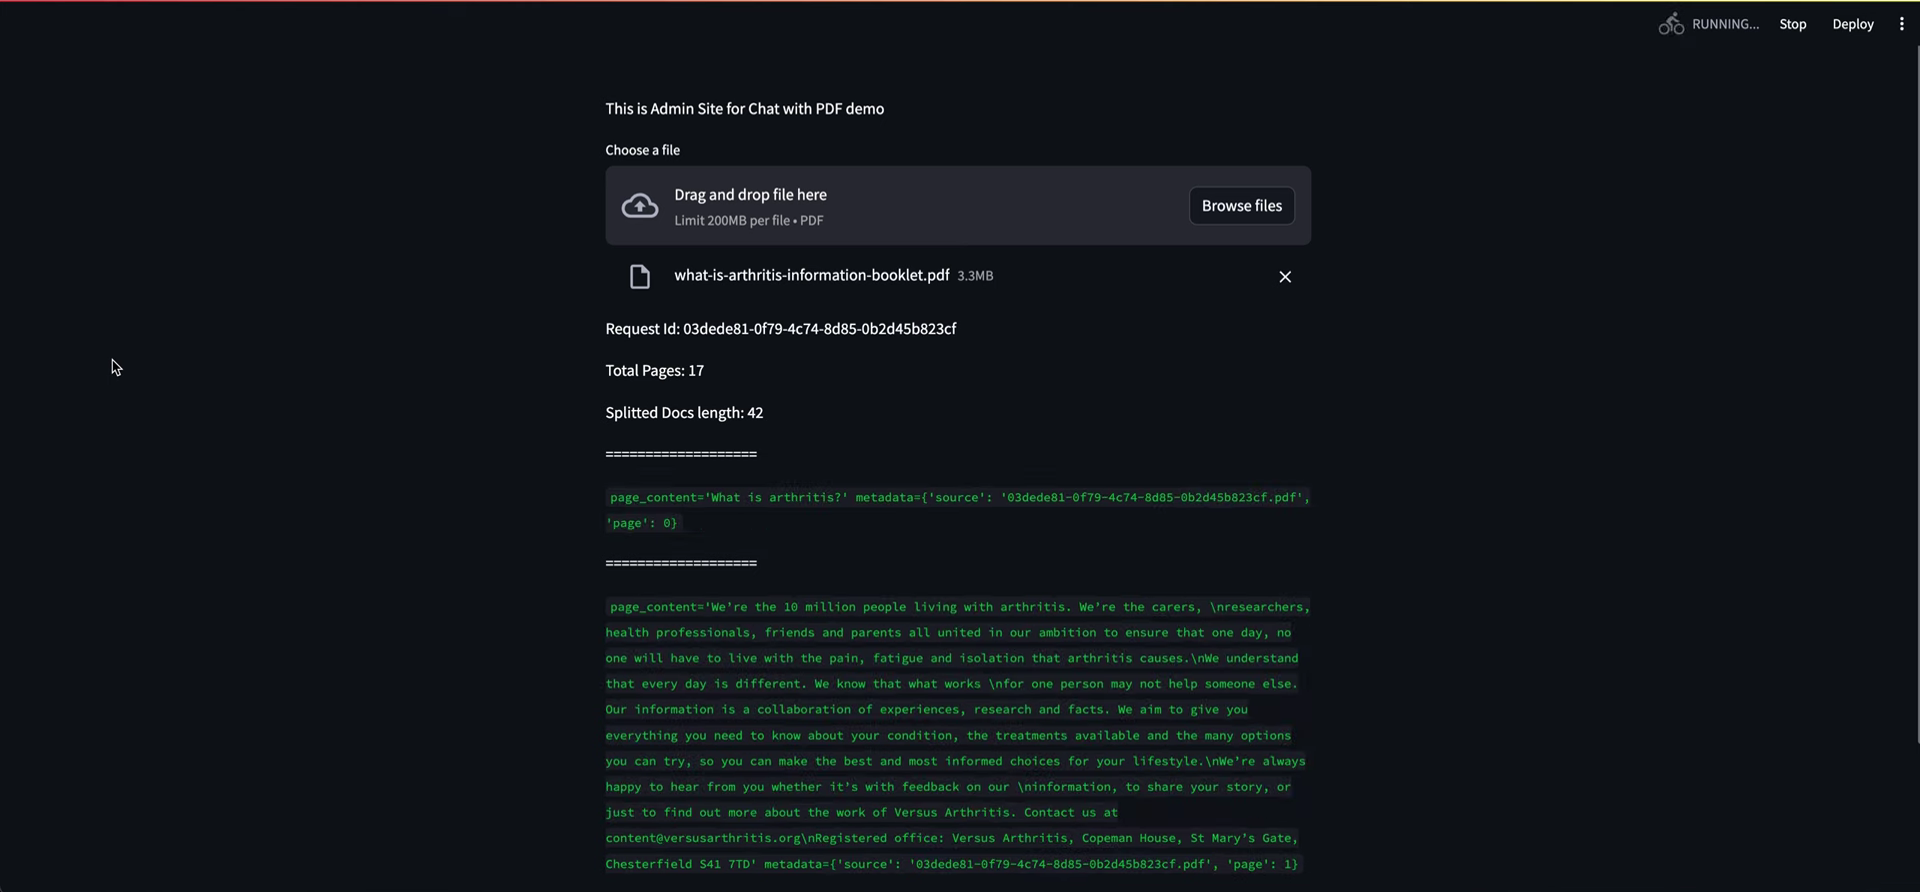 RUNNING... Stop Deploy
This is Admin Site for Chat with PDF demo
Choose a file
Drag and drop file here
Limit 200MB per file • PDF
Browse files
what-is-arthritis-information-booklet.pdf 3.3MB
Request Id: 03dede81-0f79-4c74-8d85-0b2d45b823cf
Total Pages: 17
Splitted Docs length: 42
===================
page_content='What is arthritis?' metadata={'source': '03dede81-0f79-4c74-8d85-0b2d45b823cf.pdf',
'page': 0}
===================
page_content='We’re the 10 million people living with arthritis. We’re the carers, \nresearchers,
health professionals, friends and parents all united in our ambition to ensure that one day, no
one will have to live with the pain, fatigue and isolation that arthritis causes.\nWe understand
that every day is different. We know that what works \nfor one person may not help someone else.
Our information is a collaboration of experiences, research and facts. We aim to give you
everything you need to know about your condition, the treatments available and the many options
you can try, so you can make the best and most informed choices for your lifestyle.\nWe’re always
happy to hear from you whether it’s with feedback on our \ninformation, to share your story, or
just to find out more about the work of Versus Arthritis. Contact us at
content@versusarthritis.org\nRegistered office: Versus Arthritis, Copeman House, St Mary’s Gate,
Chesterfield S41 7TD' metadata={'source': '03dede81-0f79-4c74-8d85-0b2d45b823cf.pdf', 'page': 1}